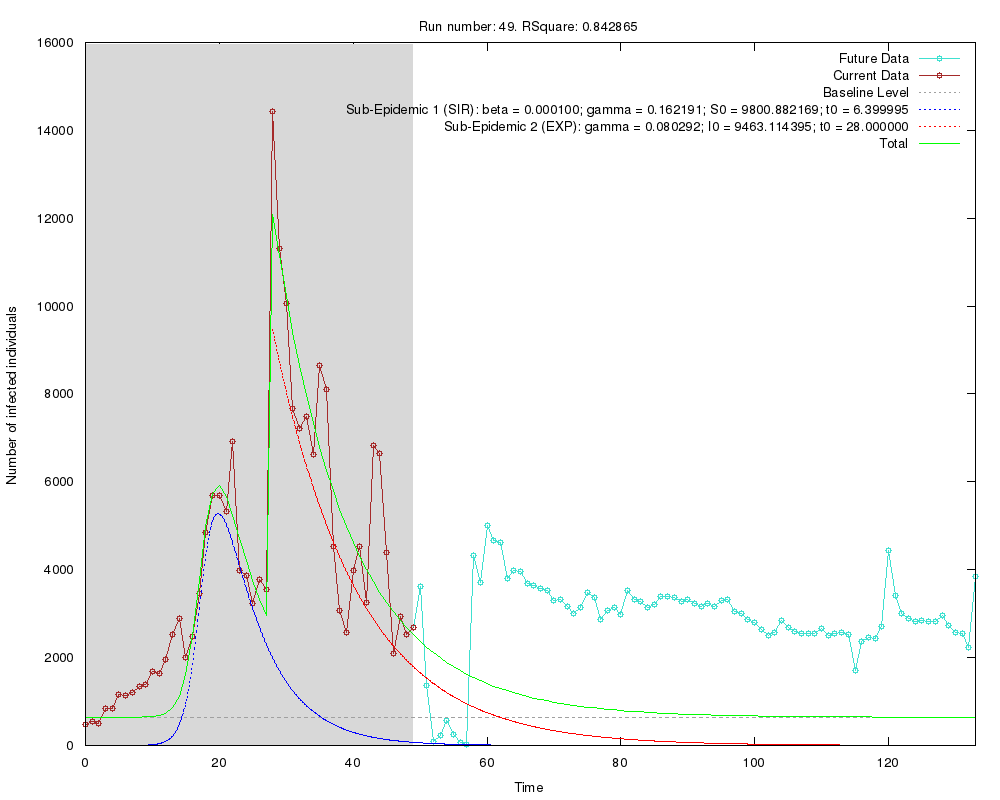 Run number: 49. RSquare: 0.842865
16000
14000
12000
10000
8000
6000
4000
2000
0
Number of infected individuals
Future Data
Current Data
Baseline Level
Sub-Epidemic 1 (SIR): beta = 0.000100; gamma = 0.162191; S0 = 9800.882169; t0 = 6.399995
Sub-Epidemic 2 (EXP): gamma = 0.080292; I0 = 9463.114395; t0 = 28.000000
Total
0 20 40 60 80 100 120
Time